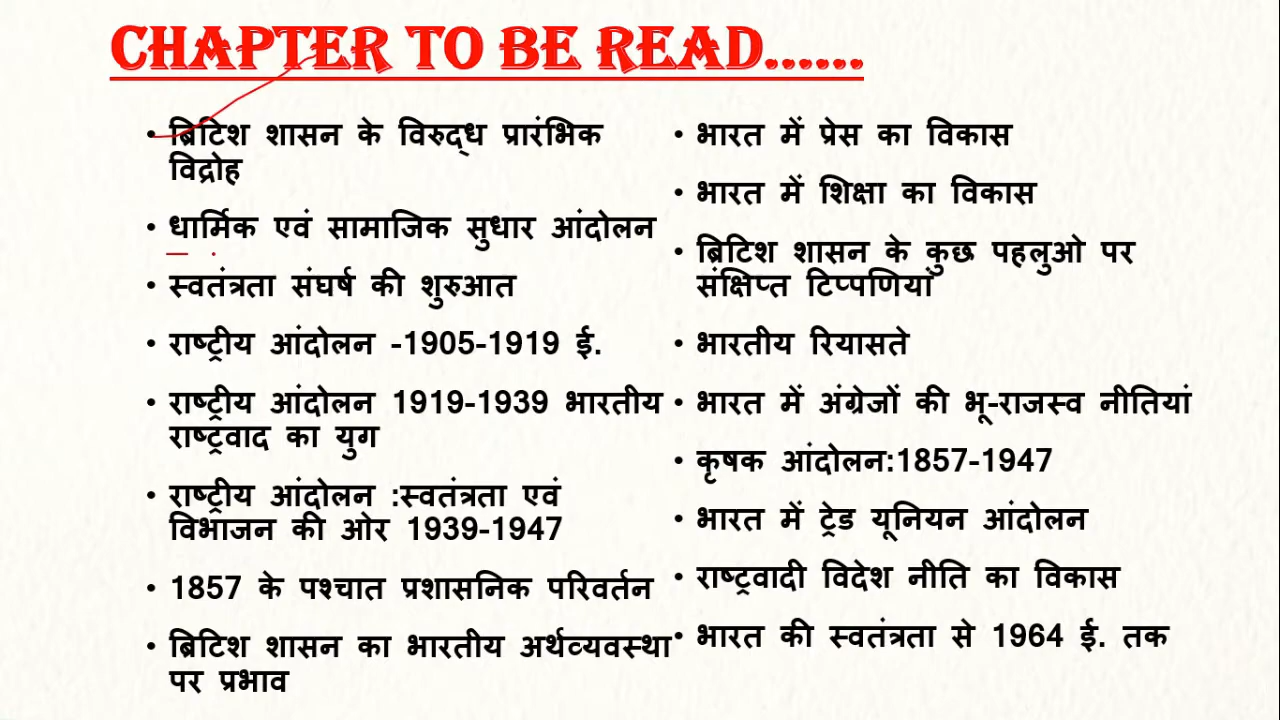 CHAPTER TO BE READ......
• ब्रिटिश शासन के विरुद्ध प्रारंभिक
विद्रोह
• धार्मिक एवं सामाजिक सुधार आंदोलन
• स्वतंत्रता संघर्ष की शुरुआत
• राष्ट्रीय आंदोलन -1905-1919 ई.
• राष्ट्रीय आंदोलन 1919-1939 भारतीय
राष्ट्रवाद का युग
• राष्ट्रीय आंदोलन :स्वतंत्रता एवं
विभाजन की ओर 1939-1947
• 1857 के पश्चात प्रशासनिक परिवर्तन
• ब्रिटिश शासन का भारतीय अर्थव्यवस्था
पर प्रभाव
• भारत में प्रेस का विकास
• भारत में शिक्षा का विकास
• ब्रिटिश शासन के कुछ पहलुओ पर
संक्षिप्त टिप्पणियां
• भारतीय रियासते
• भारत में अंग्रेजों की भू-राजस्व नीतियां
• कृषक आंदोलन:1857-1947
• भारत में ट्रेड यूनियन आंदोलन
• राष्ट्रवादी विदेश नीति का विकास
• भारत की स्वतंत्रता से 1964 ई. तक